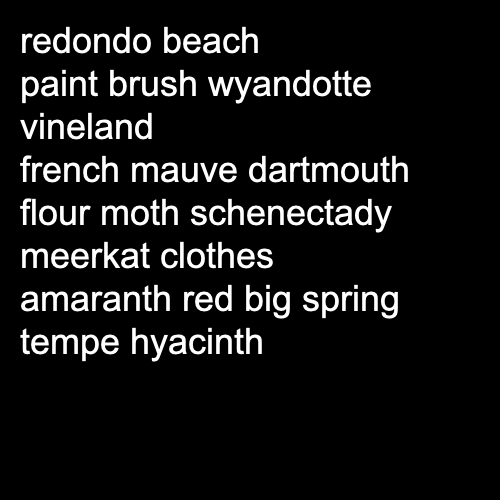 redondo beach
paint brush wyandotte
vineland
french mauve dartmouth
flour moth schenectady
meerkat clothes
amaranth red big spring
tempe hyacinth